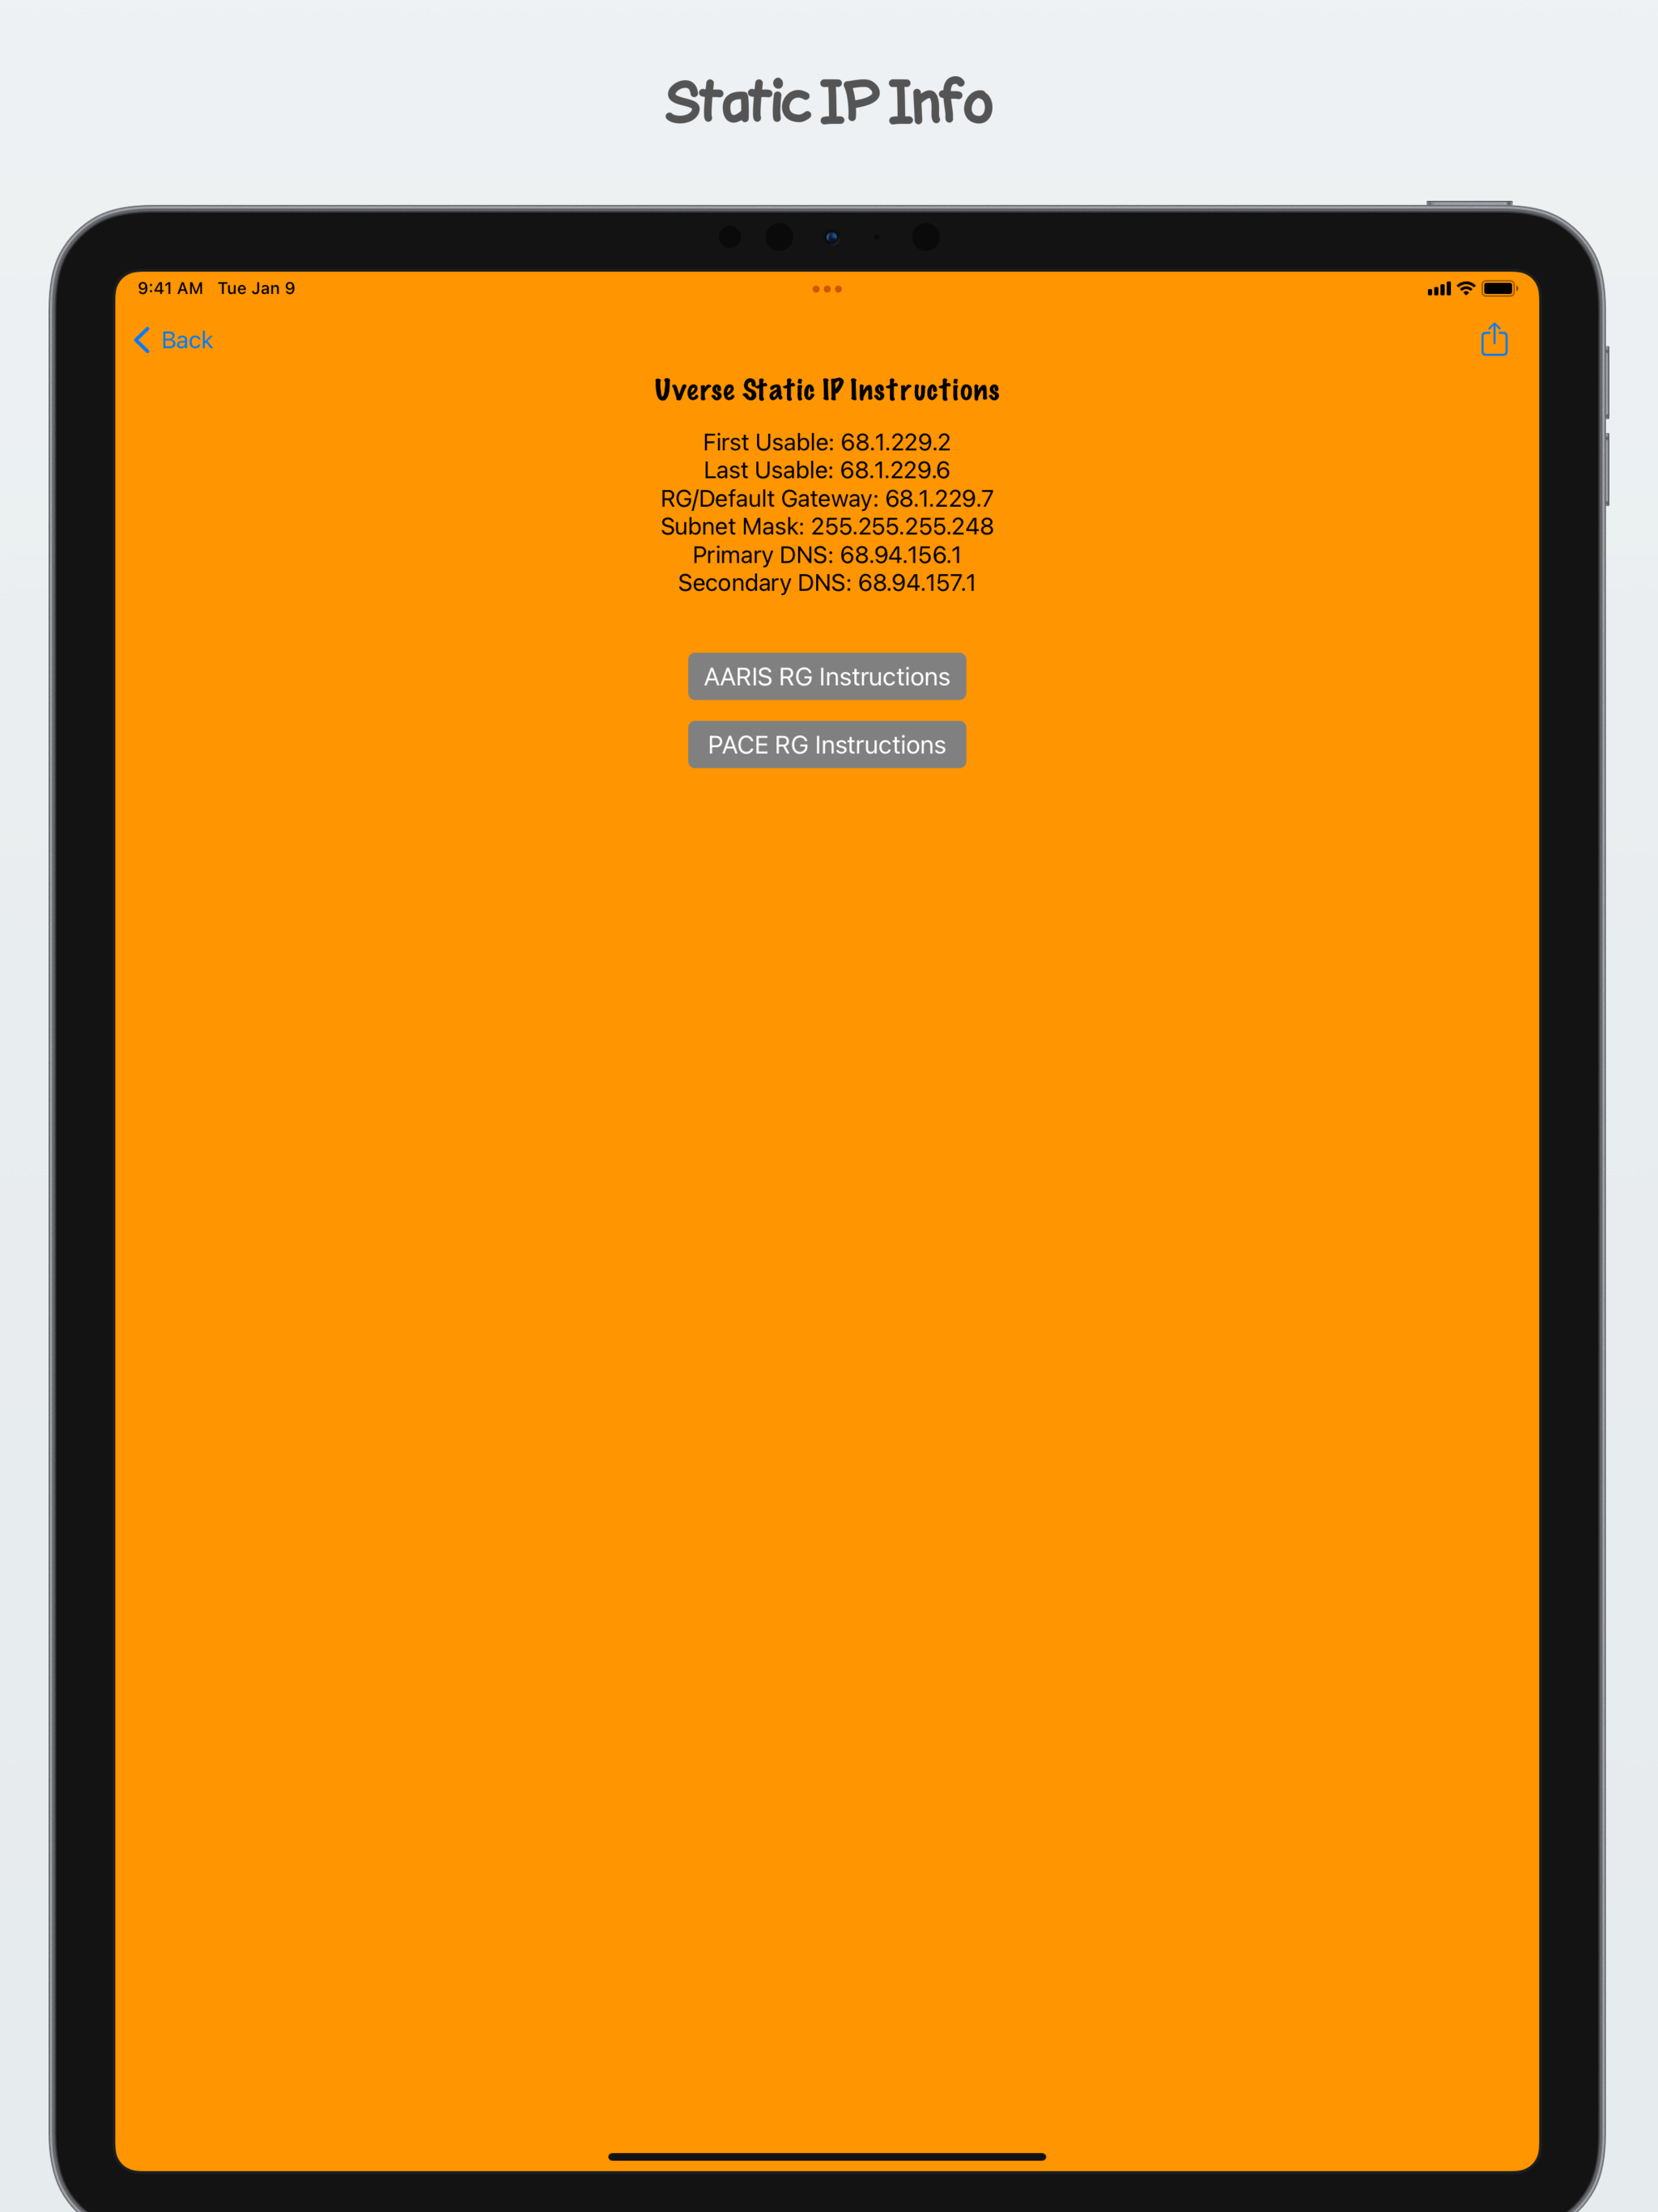 Static IP Info
9:41 AM Tue Jan 9
Back
Uverse Static IP Instructions
First Usable: 68.1.229.2
Last Usable: 68.1.229.6
RG/Default Gateway: 68.1.229.7
Subnet Mask: 255.255.255.248
Primary DNS: 68.94.156.1
Secondary DNS: 68.94.157.1
AARIS RG Instructions
PACE RG Instructions